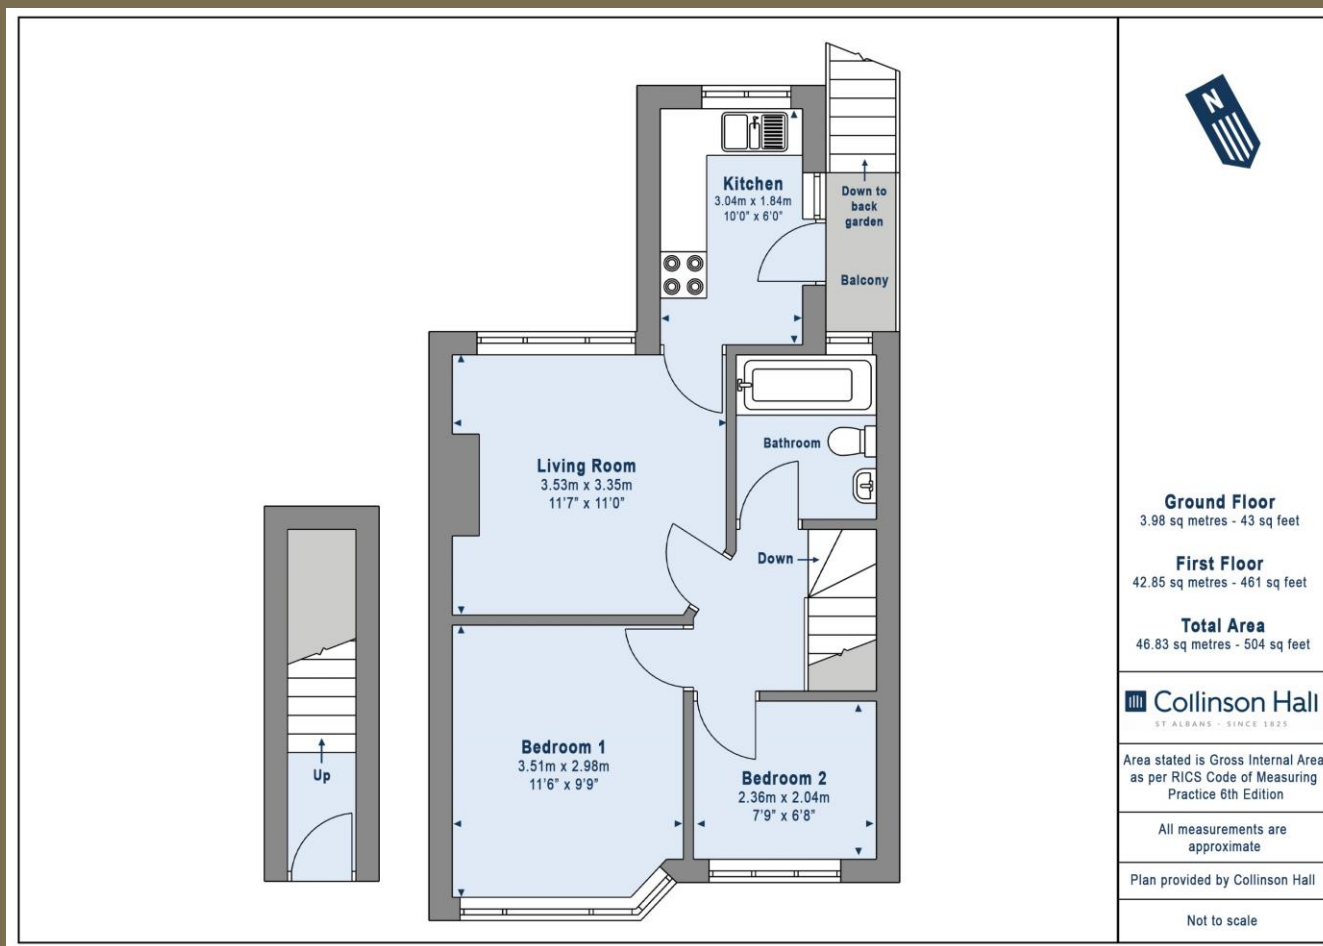 N
Kitchen
3.04m x 1.84m
10'0" x 6'0"
Down to
back
garden
Balcony
Living Room
3.53m x 3.35m
11'7" x 11'0"
Bathroom
Down
Up
Bedroom 1
3.51m x 2.98m
11'6" x 9'9"
Bedroom 2
2.36m x 2.04m
7'9" x 6'8"
Ground Floor
3.98 sq metres - 43 sq feet
First Floor
42.85 sq metres - 461 sq feet
Total Area
46.83 sq metres - 504 sq feet
Collinson Hall
ST ALBANS · SINCE 1825
Area stated is Gross Internal Area
as per RICS Code of Measuring
Practice 6th Edition
All measurements are
approximate
Plan provided by Collinson Hall
Not to scale